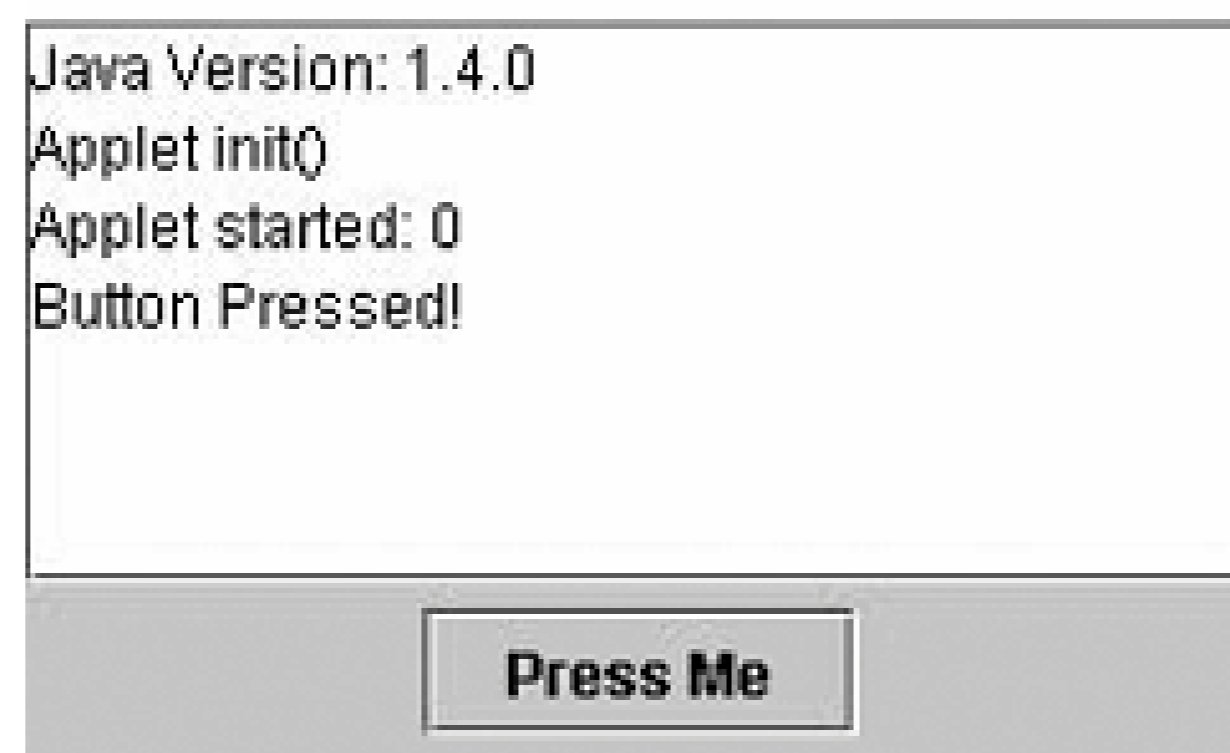 Java Version: 1.4.0
Applet init()
Applet started: 0
Button Pressed!
Press Me